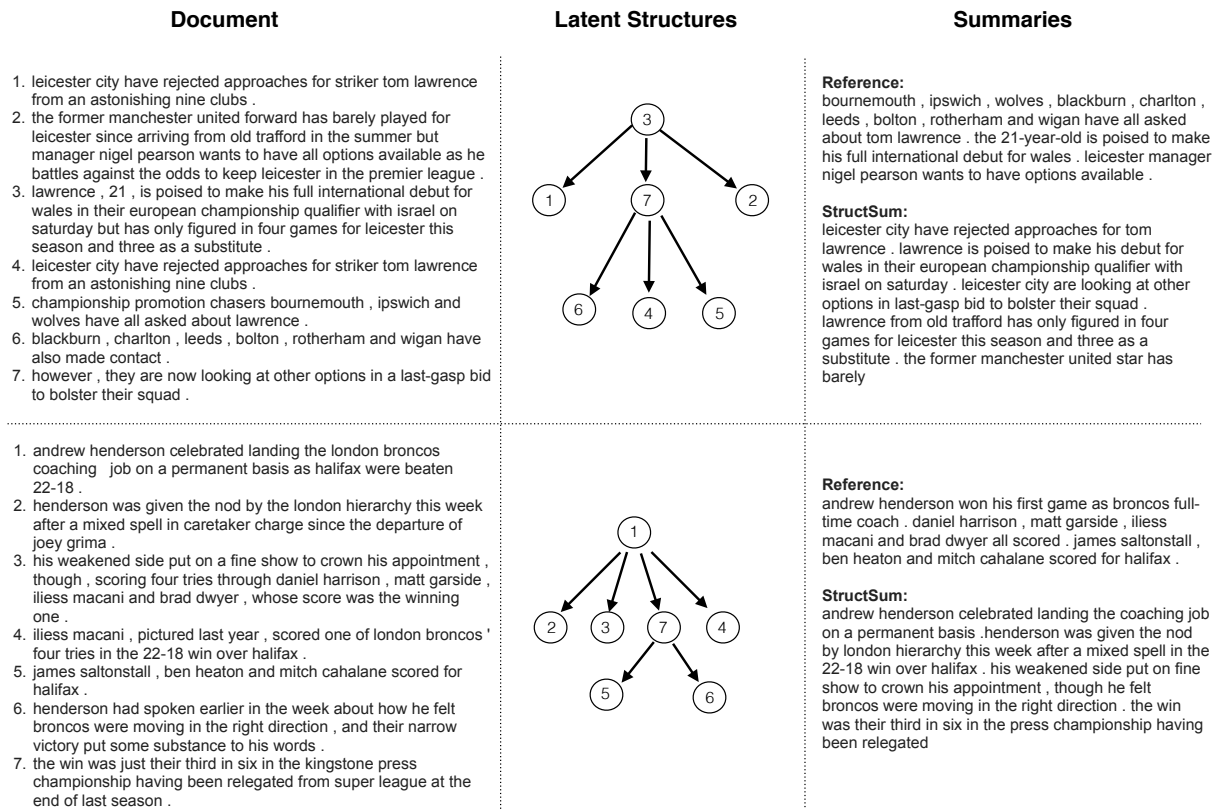 Document
Latent Structures
Summaries
1. leicester city have rejected approaches for striker tom lawrence
from an astonishing nine clubs .
2. the former manchester united forward has barely played for
leicester since arriving from old trafford in the summer but
manager nigel pearson wants to have all options available as he
battles against the odds to keep leicester in the premier league .
3. lawrence , 21 , is poised to make his full international debut for
wales in their european championship qualifier with israel on
saturday but has only figured in four games for leicester this
season and three as a substitute .
4. leicester city have rejected approaches for striker tom lawrence
from an astonishing nine clubs .
5. championship promotion chasers bournemouth , ipswich and
wolves have all asked about lawrence .
6. blackburn , charlton , leeds , bolton , rotherham and wigan have
also made contact .
7. however , they are now looking at other options in a last-gasp bid
to bolster their squad .
3
1
7
2
6
4
5
Reference:
bournemouth , ipswich , wolves , blackburn , charlton ,
leeds , bolton , rotherham and wigan have all asked
about tom lawrence . the 21-year-old is poised to make
his full international debut for wales . leicester manager
nigel pearson wants to have options available .
StructSum:
leicester city have rejected approaches for tom
lawrence . lawrence is poised to make his debut for
wales in their european championship qualifier with
israel on saturday . leicester city are looking at other
options in last-gasp bid to bolster their squad .
lawrence from old trafford has only figured in four
games for leicester this season and three as a
substitute . the former manchester united star has
barely
1. andrew henderson celebrated landing the london broncos
coaching job on a permanent basis as halifax were beaten
22-18 .
2. henderson was given the nod by the london hierarchy this week
after a mixed spell in caretaker charge since the departure of
joey grima .
3. his weakened side put on a fine show to crown his appointment ,
though , scoring four tries through daniel harrison , matt garside ,
iliess macani and brad dwyer , whose score was the winning
one .
4. iliess macani , pictured last year , scored one of london broncos '
four tries in the 22-18 win over halifax .
5. james saltonstall , ben heaton and mitch cahalane scored for
halifax .
6. henderson had spoken earlier in the week about how he felt
broncos were moving in the right direction , and their narrow
victory put some substance to his words .
7. the win was just their third in six in the kingstone press
championship having been relegated from super league at the
end of last season .
1
2
3
7
4
5
6
Reference:
andrew henderson won his first game as broncos full-
time coach . daniel harrison , matt garside , iliess
macani and brad dwyer all scored . james saltonstall ,
ben heaton and mitch cahalane scored for halifax .
StructSum:
andrew henderson celebrated landing the coaching job
on a permanent basis .henderson was given the nod
by london hierarchy this week after a mixed spell in the
22-18 win over halifax . his weakened side put on fine
show to crown his appointment , though he felt
broncos were moving in the right direction . the win
was their third in six in the press championship having
been relegated